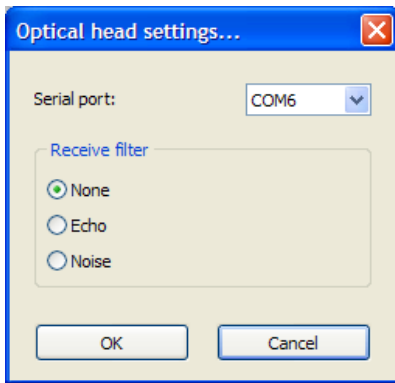 Optical head settings...
Serial port: COM6
Receive filter
None
Echo
Noise
OK Cancel